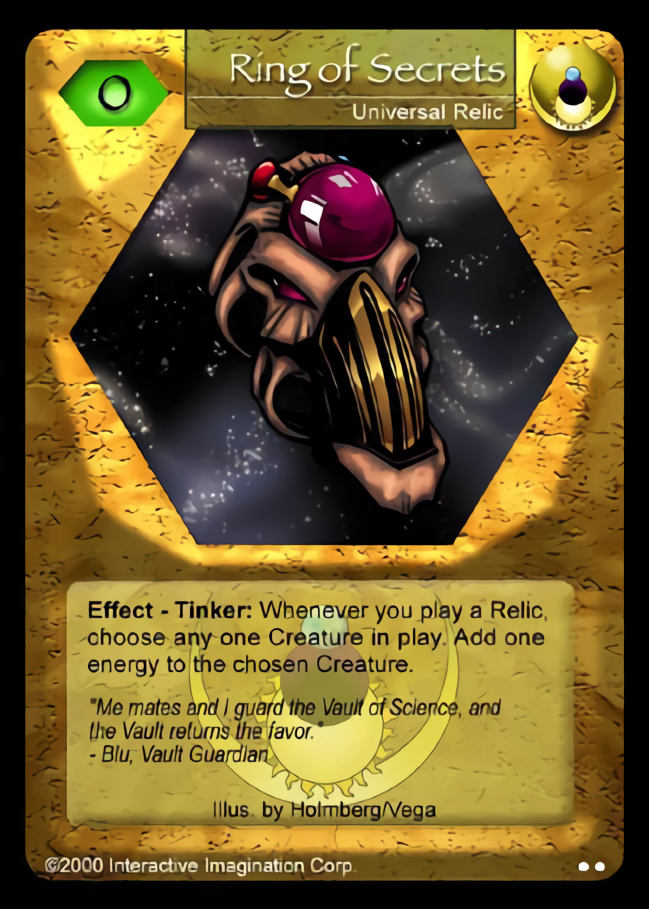 0
Ring of Secrets
Universal Relic
Effect - Tinker: Whenever you play a Relic,
choose any one Creature in play. Add one
energy to the chosen Creature.
"Me mates and I guard the Vault of Science, and
the Vault returns the favor.
- Blu, Vault Guardian
Illus. by Holmberg/Vega
©2000 Interactive Imagination Corp.